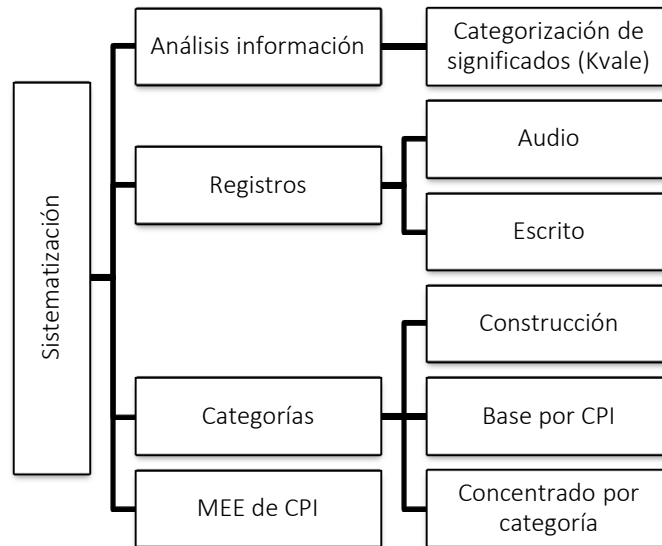 Sistematización
Análisis información
Categorización de
significados (Kvale)
Registros
Audio
Escrito
Categorías
Construcción
Base por CPI
Concentrado por
categoría
MEE de CPI